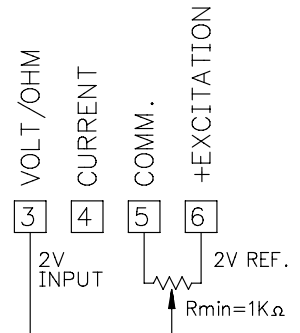 VOLT/OHM
CURRENT
COMM.
+EXCITATION
3
4
5
6
2V
INPUT
2V REF.
Rmin=1KΩ